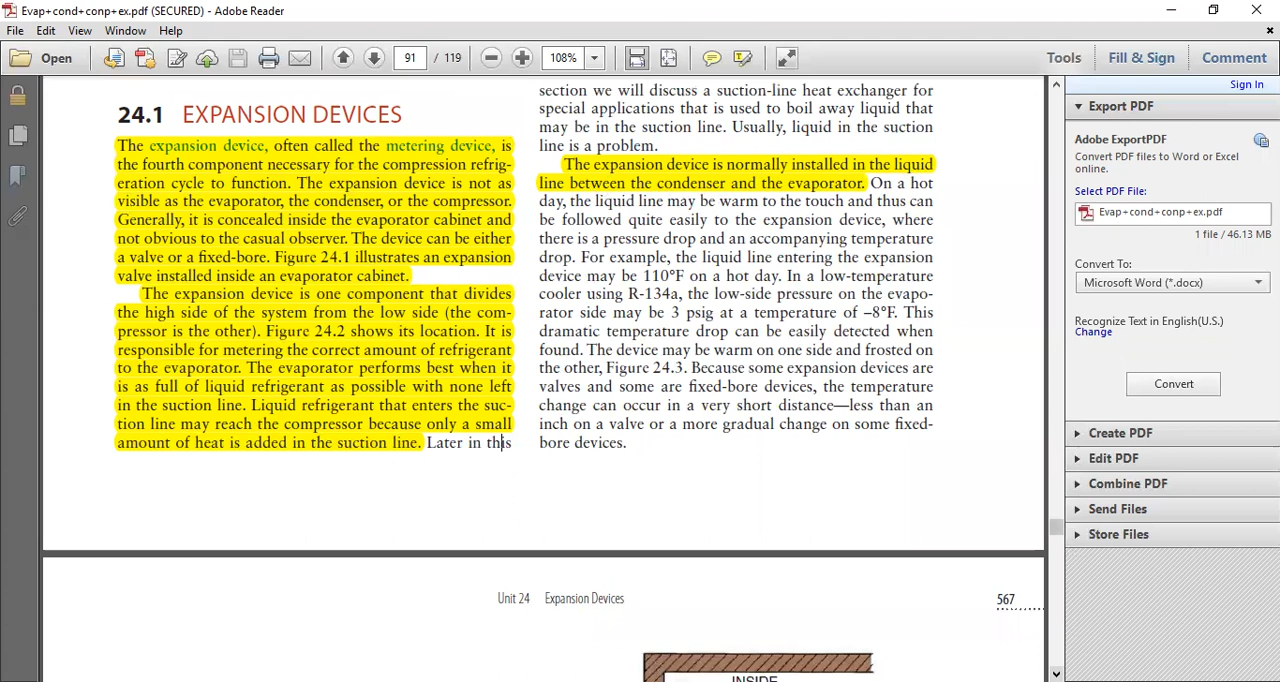 Evap+cond+conp+ex.pdf (SECURED) - Adobe Reader
File Edit View Window Help
Open 91 / 119 108% Tools Fill & Sign Comment
24.1 EXPANSION DEVICES
The expansion device, often called the metering device, is
the fourth component necessary for the compression refrig-
eration cycle to function. The expansion device is not as
visible as the evaporator, the condenser, or the compressor.
Generally, it is concealed inside the evaporator cabinet and
not obvious to the casual observer. The device can be either
a valve or a fixed-bore. Figure 24.1 illustrates an expansion
valve installed inside an evaporator cabinet.
The expansion device is one component that divides
the high side of the system from the low side (the com-
pressor is the other). Figure 24.2 shows its location. It is
responsible for metering the correct amount of refrigerant
to the evaporator. The evaporator performs best when it
is as full of liquid refrigerant as possible with none left
in the suction line. Liquid refrigerant that enters the suc-
tion line may reach the compressor because only a small
amount of heat is added in the suction line. Later in this
section we will discuss a suction-line heat exchanger for
special applications that is used to boil away liquid that
may be in the suction line. Usually, liquid in the suction
line is a problem.
The expansion device is normally installed in the liquid
line between the condenser and the evaporator. On a hot
day, the liquid line may be warm to the touch and thus can
be followed quite easily to the expansion device, where
there is a pressure drop and an accompanying temperature
drop. For example, the liquid line entering the expansion
device may be 110°F on a hot day. In a low-temperature
cooler using R-134a, the low-side pressure on the evapo-
rator side may be 3 psig at a temperature of –8°F. This
dramatic temperature drop can be easily detected when
found. The device may be warm on one side and frosted on
the other, Figure 24.3. Because some expansion devices are
valves and some are fixed-bore devices, the temperature
change can occur in a very short distance—less than an
inch on a valve or a more gradual change on some fixed-
bore devices.
Unit 24 Expansion Devices 567
INSIDE
Sign In
Export PDF
Adobe ExportPDF
Convert PDF files to Word or Excel
online.
Select PDF File:
Evap+cond+conp+ex.pdf
1 file / 46.13 MB
Convert To:
Microsoft Word (*.docx)
Recognize Text in English(U.S.)
Change
Convert
Create PDF
Edit PDF
Combine PDF
Send Files
Store Files